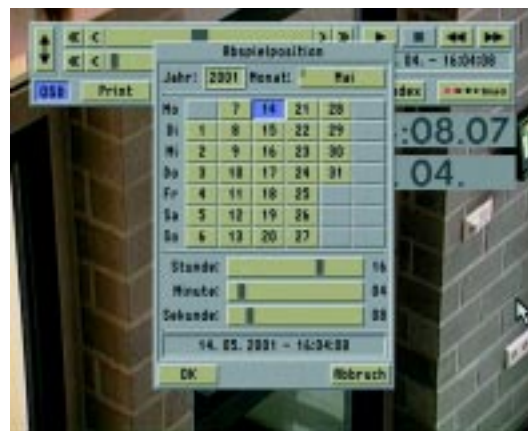 « < > »
« < 04. - 16:04:08
OSD Print
Abspielposition
Jahr: 2001 Monat: Mai
Mo 7 14 21 28
Di 1 8 15 22 29
Mi 2 9 16 23 30
Do 3 10 17 24 31
Fr 4 11 18 25
Sa 5 12 19 26
So 6 13 20 27
:08.07
04.
Stunde: 16
Minute: 04
Sekunde: 08
14. 05. 2001 - 16:04:08
OK Abbruch